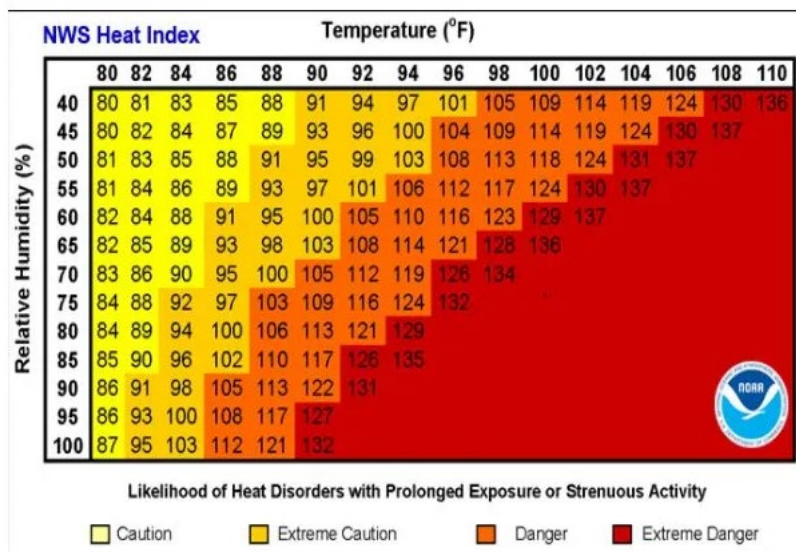 NWS Heat Index Temperature (°F)
80 82 84 86 88 90 92 94 96 98 100 102 104 106 108 110
40 80 81 83 85 88 91 94 97 101 105 109 114 119 124 130 136
45 80 82 84 87 89 93 96 100 104 109 114 119 124 130 137
50 81 83 85 88 91 95 99 103 108 113 118 124 131 137
55 81 84 86 89 93 97 101 106 112 117 124 130 137
60 82 84 88 91 95 100 105 110 116 123 129 137
65 82 85 89 93 98 103 108 114 121 128 136
70 83 86 90 95 100 105 112 119 126 134
75 84 88 92 97 103 109 116 124 132
80 84 89 94 100 106 113 121 129
85 85 90 96 102 110 117 126 135
90 86 91 98 105 113 122 131
95 86 93 100 108 117 127
100 87 95 103 112 121 132
Relative Humidity (%)
NOAA
Likelihood of Heat Disorders with Prolonged Exposure or Strenuous Activity
Caution Extreme Caution Danger Extreme Danger